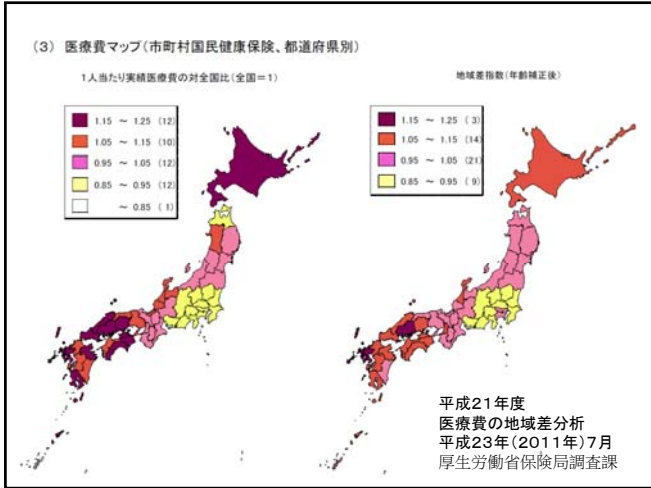 (3) 医療費マップ(市町村国民健康保険、都道府県別)
1人当たり実績医療費の対全国比(全国=1)
1.15 ~ 1.25 (12)
1.05 ~ 1.15 (10)
0.95 ~ 1.05 (12)
0.85 ~ 0.95 (12)
~ 0.85 ( 1)
地域差指数(年齢補正後)
1.15 ~ 1.25 ( 3)
1.05 ~ 1.15 (14)
0.95 ~ 1.05 (21)
0.85 ~ 0.95 ( 9)
平成21年度
医療費の地域差分析
平成23年(2011年)7月
厚生労働省保険局調査課